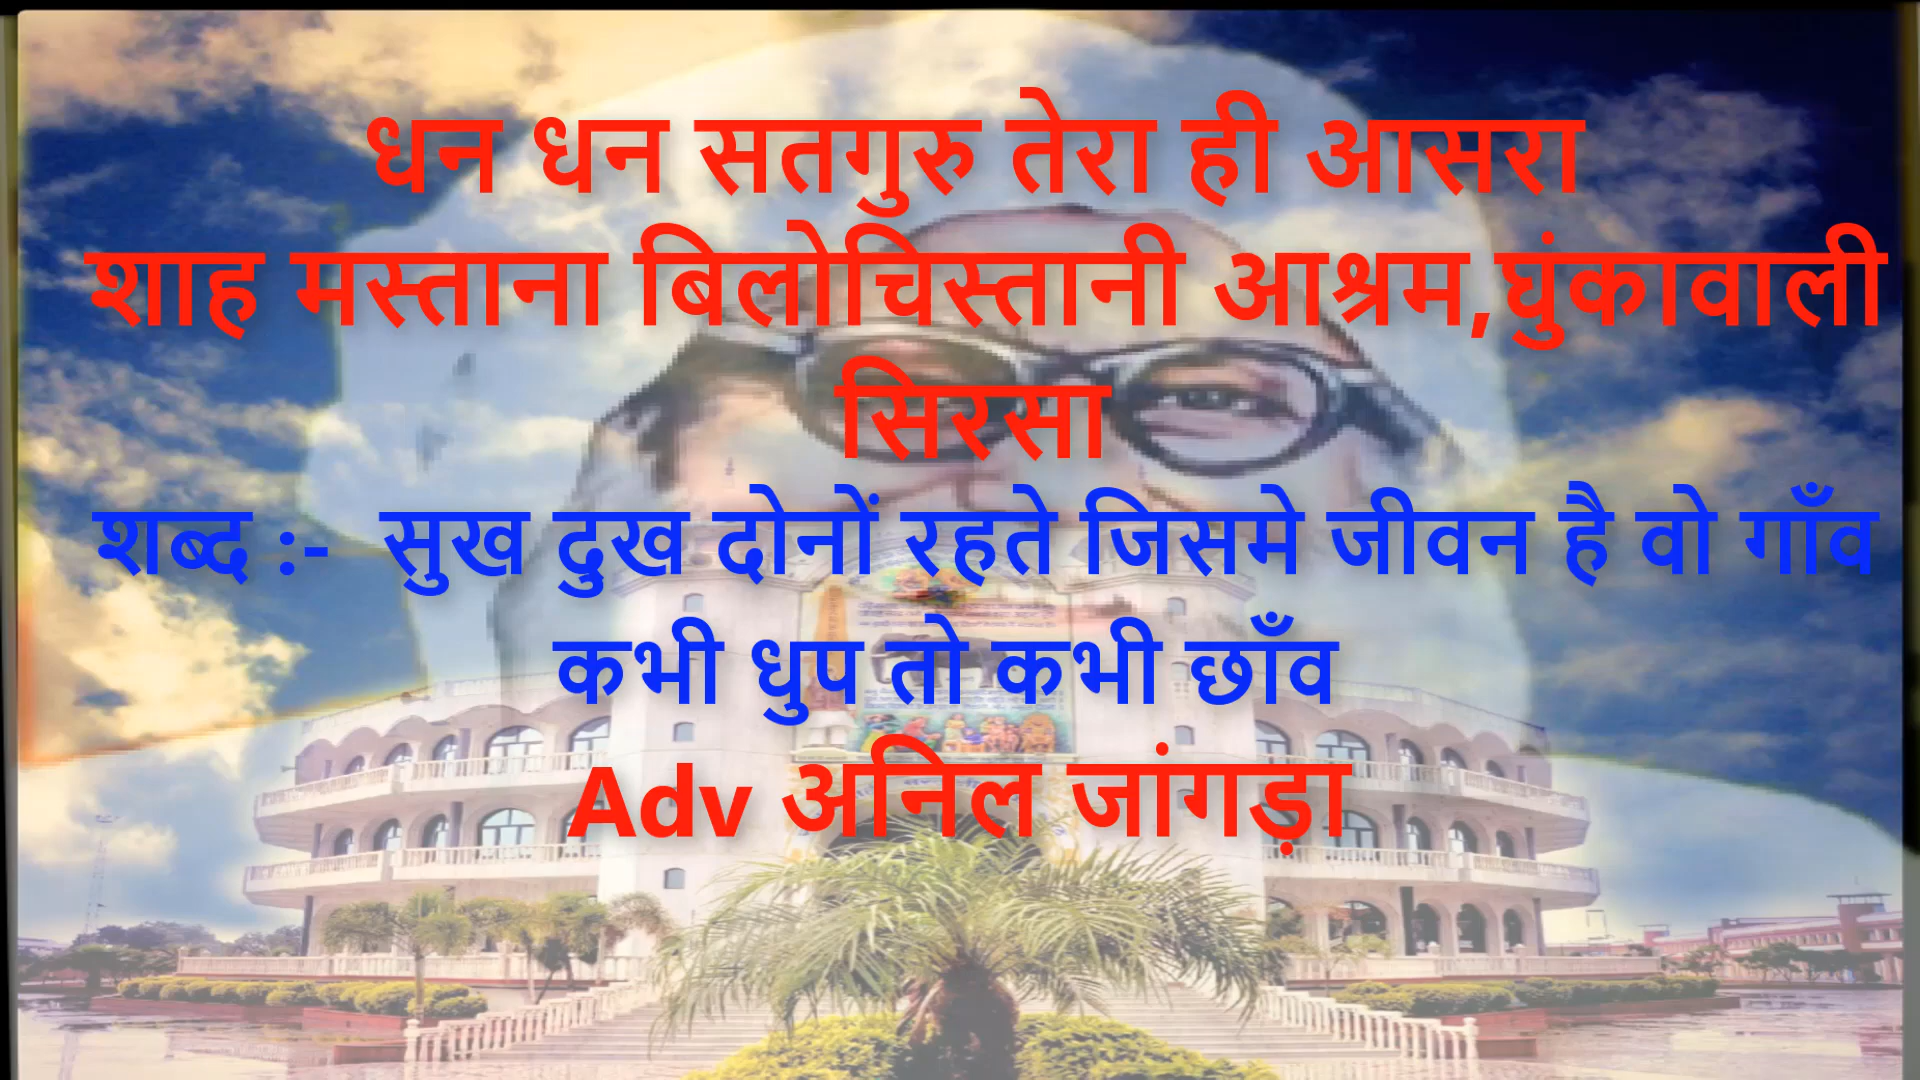 धन धन सतगुरु तेरा ही आसरा
शाह मस्ताना बिलोचिस्तानी आश्रम,घुंकावाली
सिरसा
शब्द :- सुख दुख दोनों रहते जिसमे जीवन है वो गाँव
कभी धुप तो कभी छाँव
Adv अनिल जांगड़ा